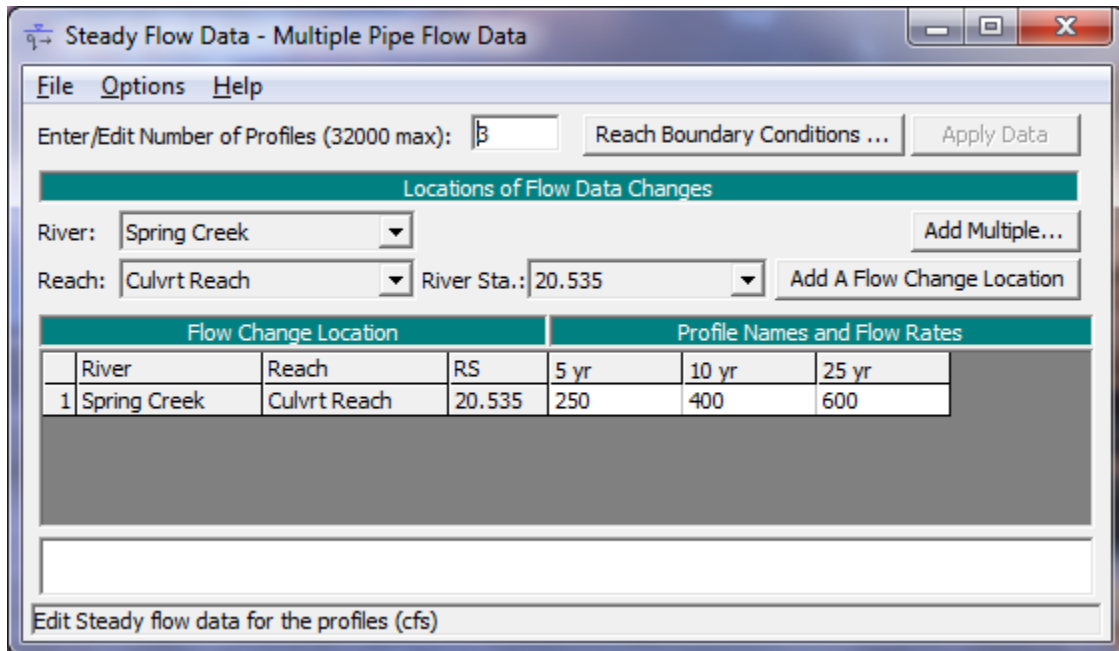 Steady Flow Data - Multiple Pipe Flow Data
File Options Help
Enter/Edit Number of Profiles (32000 max): 3 Reach Boundary Conditions ... Apply Data
Locations of Flow Data Changes
River: Spring Creek Add Multiple...
Reach: Culvrt Reach River Sta.: 20.535 Add A Flow Change Location
Flow Change Location Profile Names and Flow Rates
River Reach RS 5 yr 10 yr 25 yr
1 Spring Creek Culvrt Reach 20.535 250 400 600
Edit Steady flow data for the profiles (cfs)